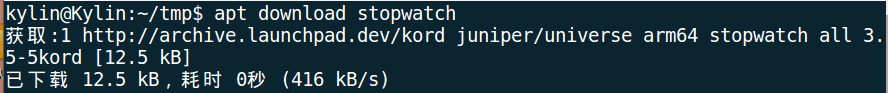 kylin@Kylin:~/tmp$ apt download stopwatch
获取:1 http://archive.launchpad.dev/kord juniper/universe arm64 stopwatch all 3.
5-5kord [12.5 kB]
已下载 12.5 kB，耗时 0秒 (416 kB/s)